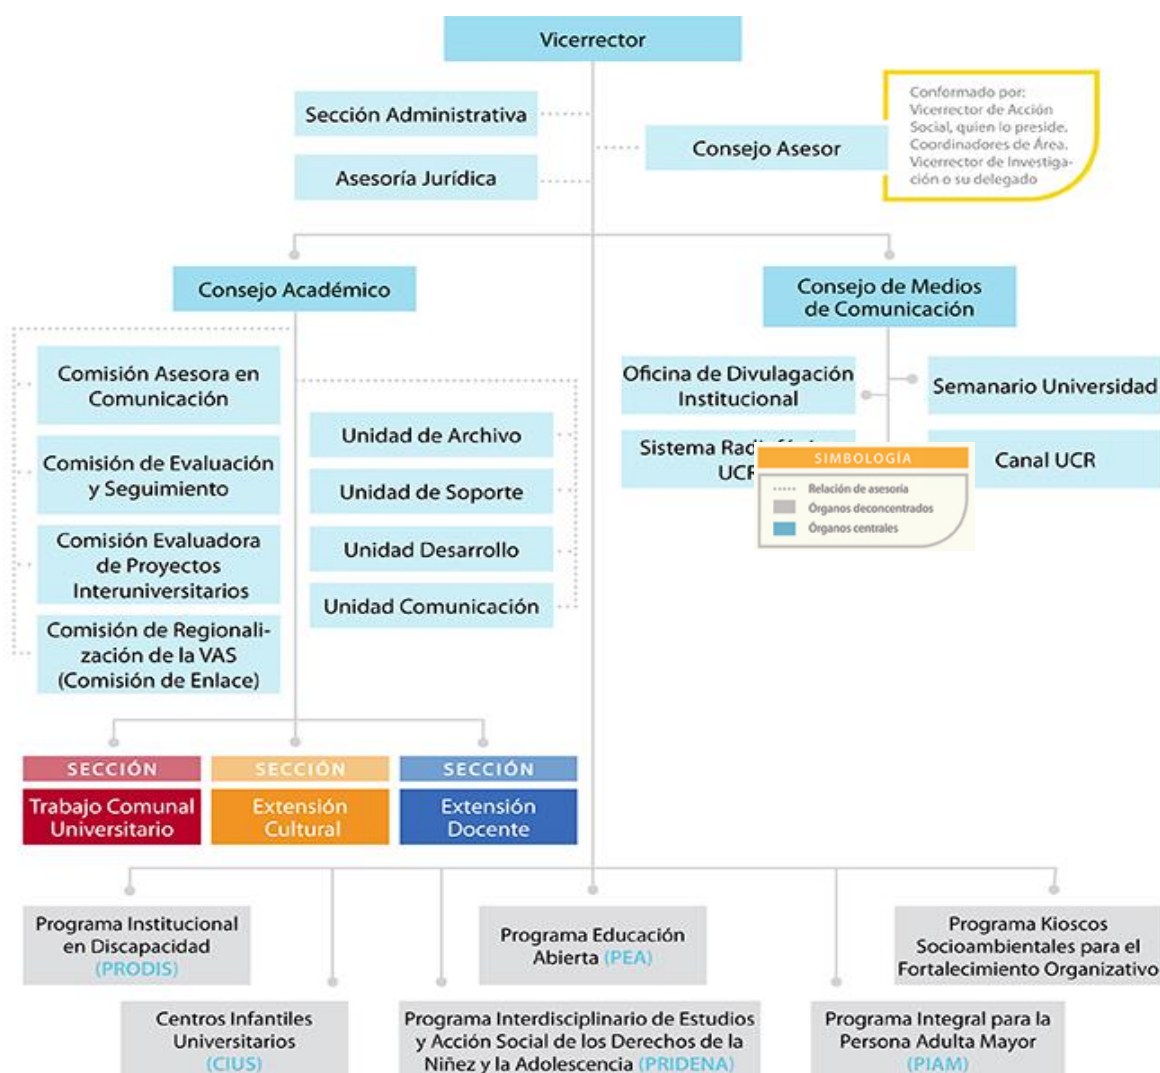 Vicerrector
Sección Administrativa
Asesoría Jurídica
Consejo Asesor
Conformado por:
Vicerrector de Acción
Social, quien lo preside.
Coordinadores de Área.
Vicerrector de Investiga-
ción o su delegado
Consejo Académico
Consejo de Medios
de Comunicación
Comisión Asesora en
Comunicación
Comisión de Evaluación
y Seguimiento
Comisión Evaluadora
de Proyectos
Interuniversitarios
Comisión de Regionali-
zación de la VAS
(Comisión de Enlace)
Unidad de Archivo
Unidad de Soporte
Unidad Desarrollo
Unidad Comunicación
Oficina de Divulagación
Institucional
Semanario Universidad
Sistema
UCR
Canal UCR
SIMBOLOGÍA
Relación de asesoría
Órganos deconcentrados
Órganos centrales
SECCIÓN
Trabajo Comunal
Universitario
SECCIÓN
Extensión
Cultural
SECCIÓN
Extensión
Docente
Programa Institucional
en Discapacidad
(PRODIS)
Programa Educación
Abierta (PEA)
Programa Kioscos
Socioambientales para el
Fortalecimiento Organizativo
Centros Infantiles
Universitarios
(CIUS)
Programa Interdisciplinario de Estudios
y Acción Social de los Derechos de la
Niñez y la Adolescencia (PRIDENA)
Programa Integral para la
Persona Adulta Mayor
(PIAM)